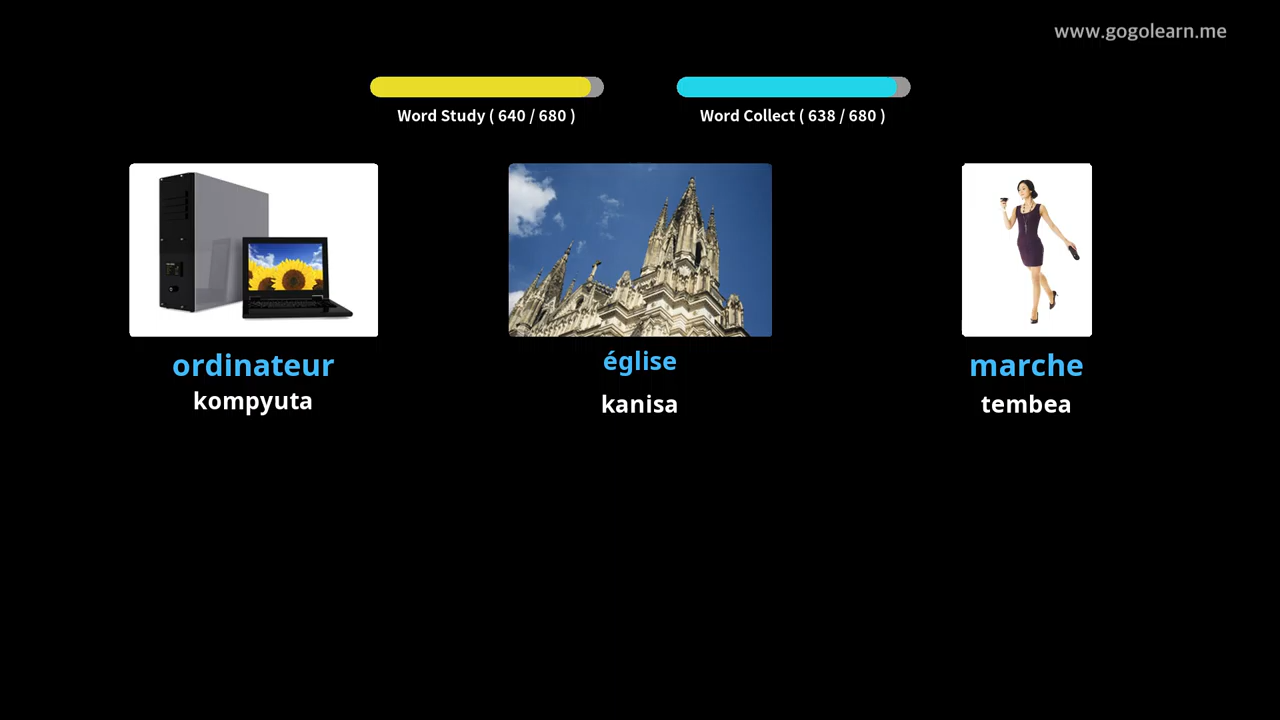 www.gogolearn.me
Word Study ( 640 / 680 )
Word Collect ( 638 / 680 )
ordinateur
kompyuta
église
kanisa
marche
tembea